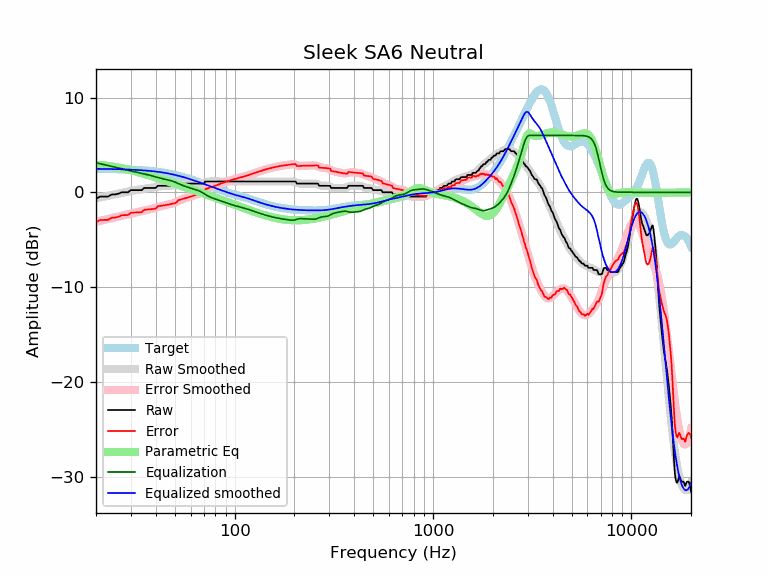 Sleek SA6 Neutral
Amplitude (dBr)
10
0
−10
−20
−30
Target
Raw Smoothed
Error Smoothed
Raw
Error
Parametric Eq
Equalization
Equalized smoothed
100
1000
10000
Frequency (Hz)